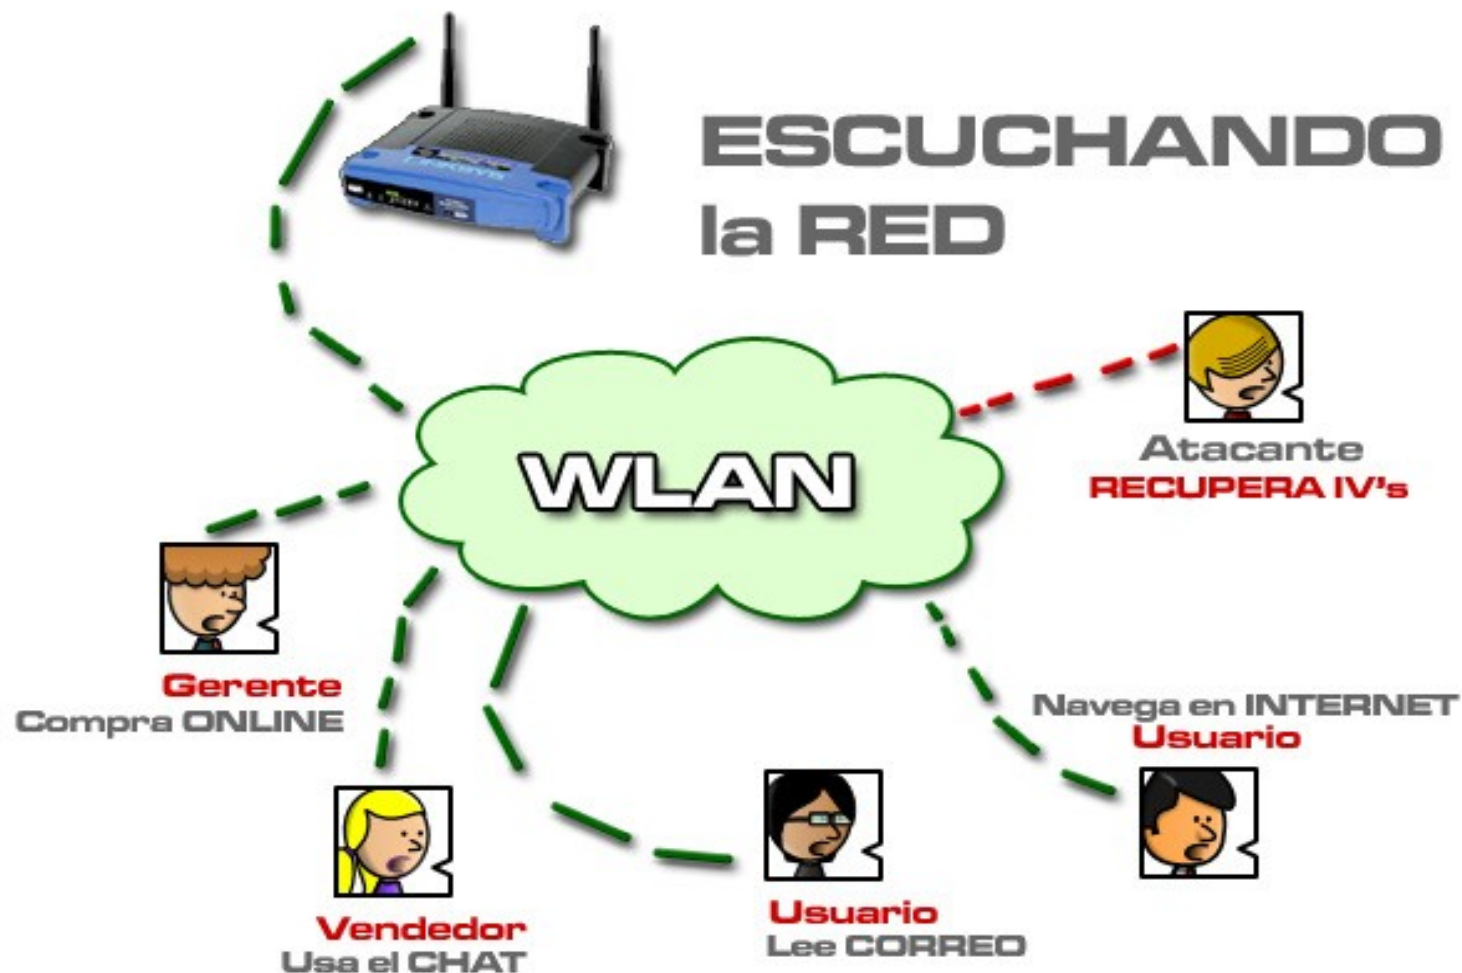 ESCUCHANDO
la RED
WLAN
Atacante
RECUPERA IV's
Gerente
Compra ONLINE
Navega en INTERNET
Usuario
Vendedor
Usa el CHAT
Usuario
Lee CORREO